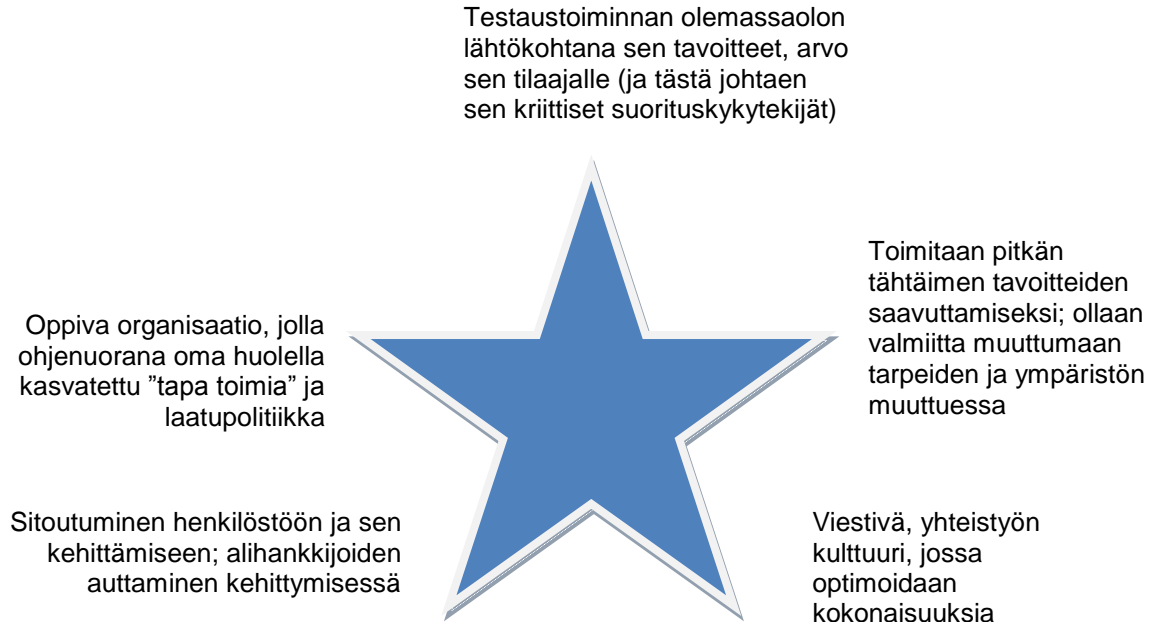 Testaustoiminnan olemassaolon
lähtökohtana sen tavoitteet, arvo
sen tilaajalle (ja tästä johtaen
sen kriittiset suorituskykytekijät)
Toimitaan pitkän
tähtäimen tavoitteiden
saavuttamiseksi; ollaan
valmiitta muuttumaan
tarpeiden ja ympäristön
muuttuessa
Oppiva organisaatio, jolla
ohjenuorana oma huolella
kasvatettu ”tapa toimia” ja
laatupolitiikka
Sitoutuminen henkilöstöön ja sen
kehittämiseen; alihankkijoiden
auttaminen kehittymisessä
Viestivä, yhteistyön
kulttuuri, jossa
optimoidaan
kokonaisuuksia